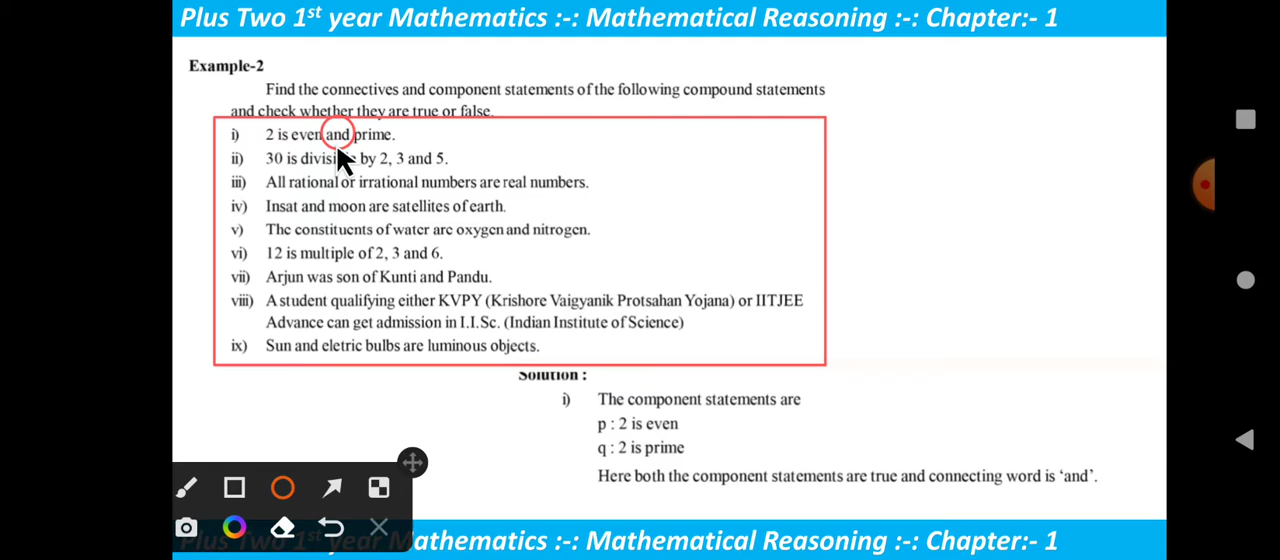 Plus Two 1st year Mathematics :-: Mathematical Reasoning :-: Chapter:- 1
Example-2
Find the connectives and component statements of the following compound statements
and check whether they are true or false.
i) 2 is even and prime.
ii) 30 is by 2, 3 and 5.
iii) All rational or irrational numbers are real numbers.
iv) Insat and moon are satellites of earth.
v) The constituents of water are oxygen and nitrogen.
vi) 12 is multiple of 2, 3 and 6.
vii) Arjun was son of Kunti and Pandu.
viii) A student qualifying either KVPY (Krishore Vaigyanik Protsahan Yojana) or IITJEE
Advance can get admission in I.I.Sc. (Indian Institute of Science)
ix) Sun and eletric bulbs are luminous objects.
Solution :
i) The component statements are
p : 2 is even
q : 2 is prime
Here both the component statements are true and connecting word is ‘and’.
Plus Two 1st year Mathematics :-: Mathematical Reasoning :-: Chapter:- 1